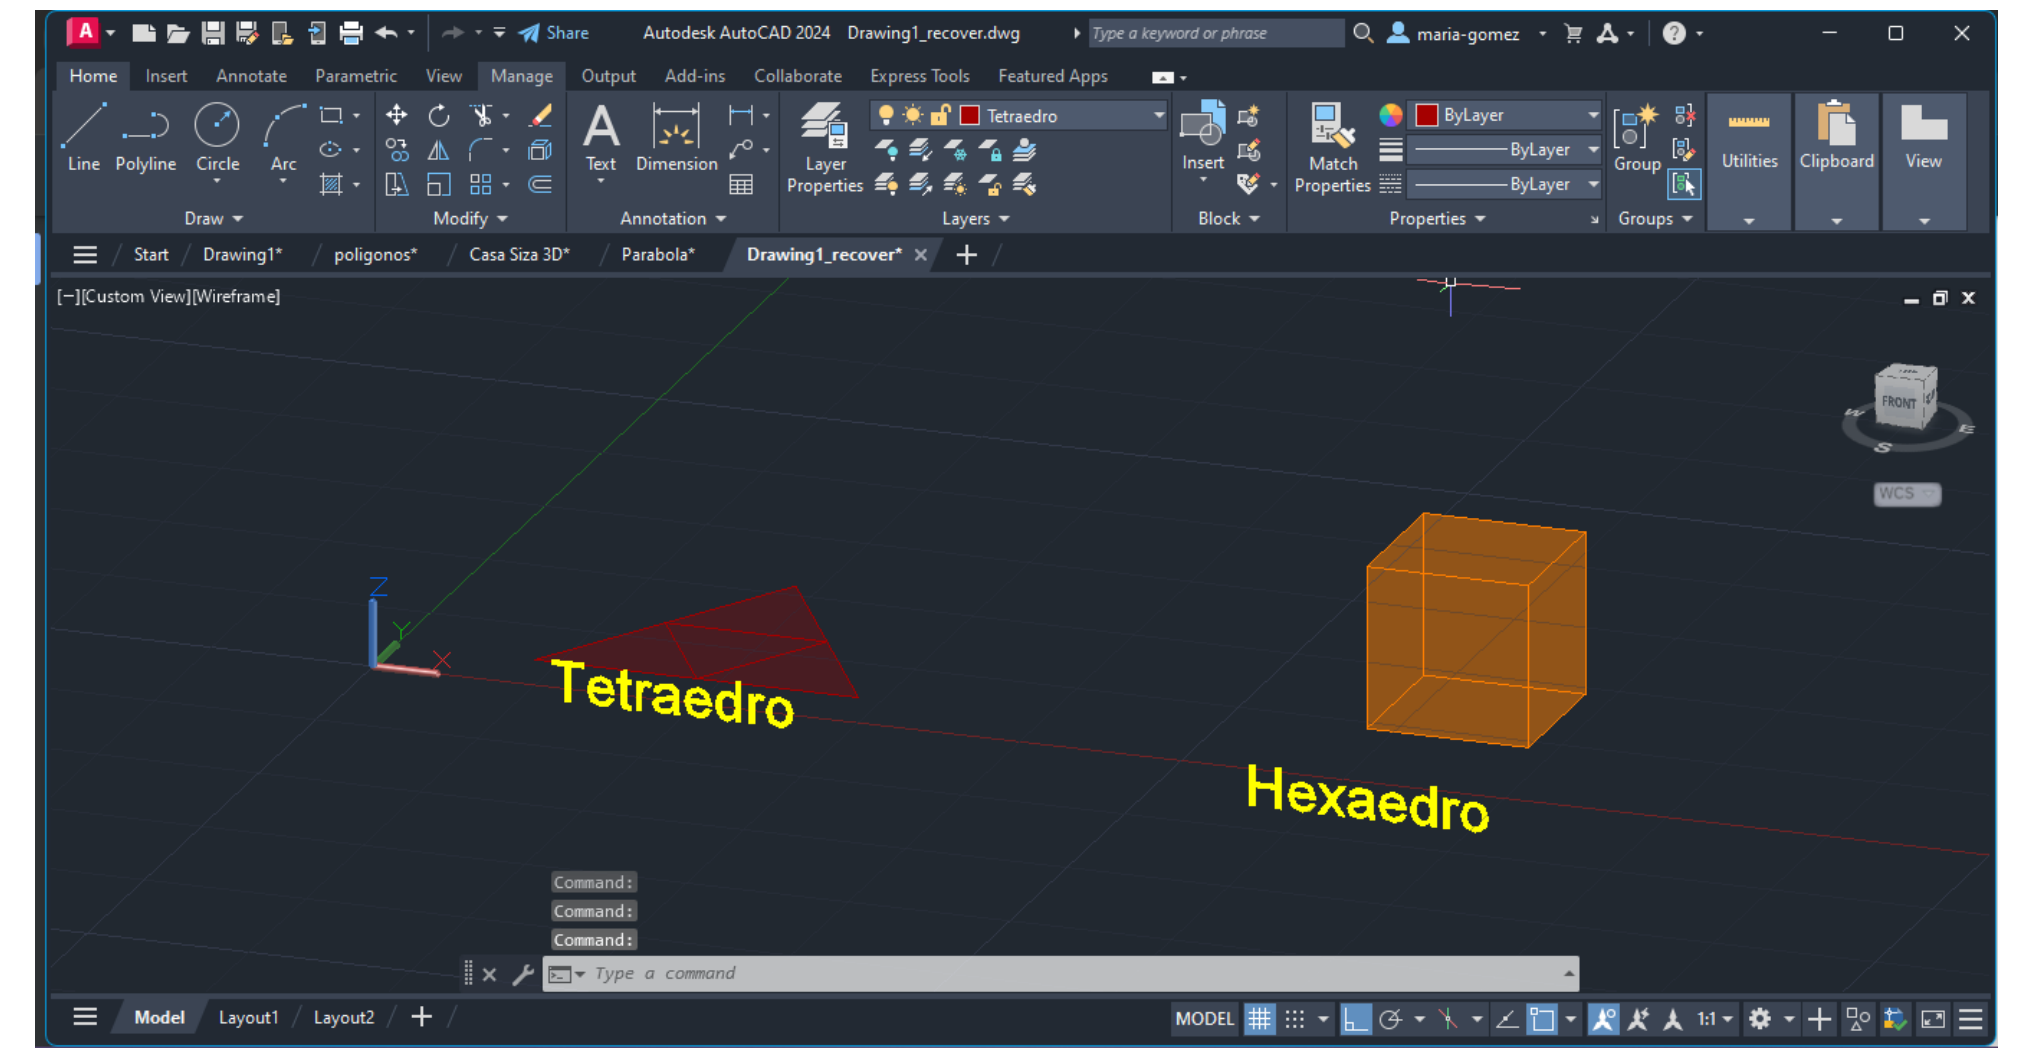 A Share Autodesk AutoCAD 2024 Drawing1_recover.dwg Type a keyword or phrase maria-gomez
Home Insert Annotate Parametric View Manage Output Add-ins Collaborate Express Tools Featured Apps
Tetraedro ByLayer
ByLayer
Line Polyline Circle Arc Text Dimension Layer Properties Insert Match Properties ByLayer Group Utilities Clipboard View
Draw Modify Annotation Layers Block Properties Groups
Start Drawing1* poligonos* Casa Siza 3D* Parabola* Drawing1_recover*
[−][Custom View][Wireframe]
FRONT
W S E
WCS
Z
Y
X
Tetraedro
Hexaedro
Command:
Command:
Command:
Type a command
Model Layout1 Layout2 MODEL 1:1